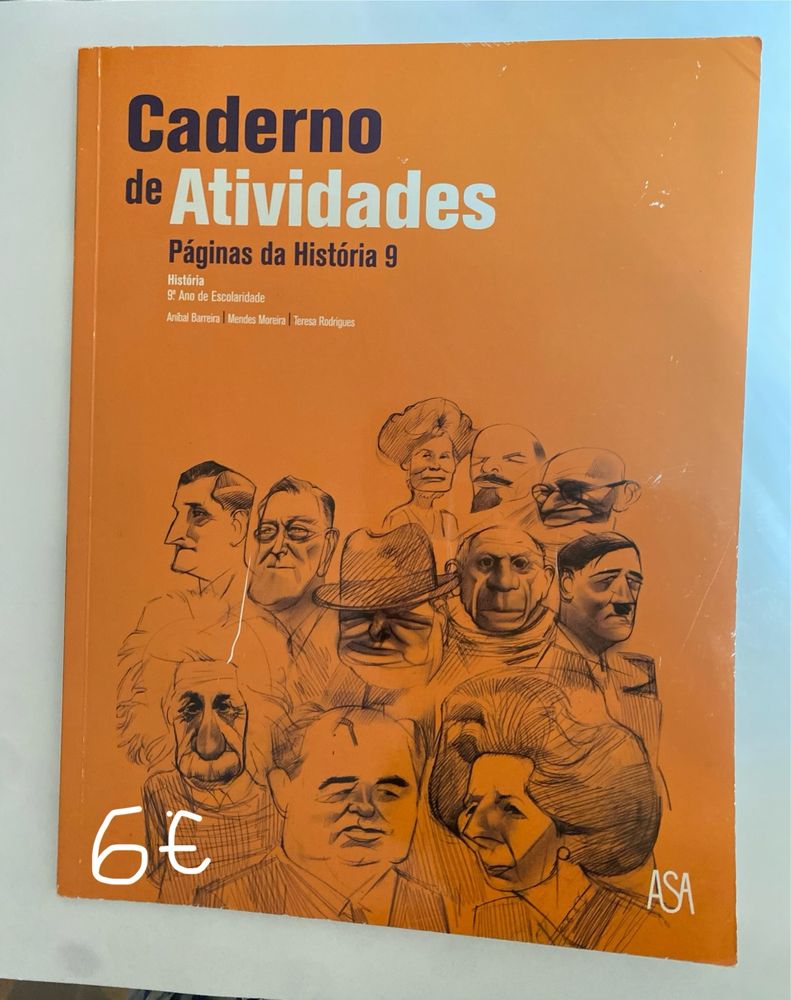 Caderno
de Atividades
Páginas da História 9
História
9.º Ano de Escolaridade
Aníbal Barreira | Mendes Moreira | Teresa Rodrigues
6€
ASA